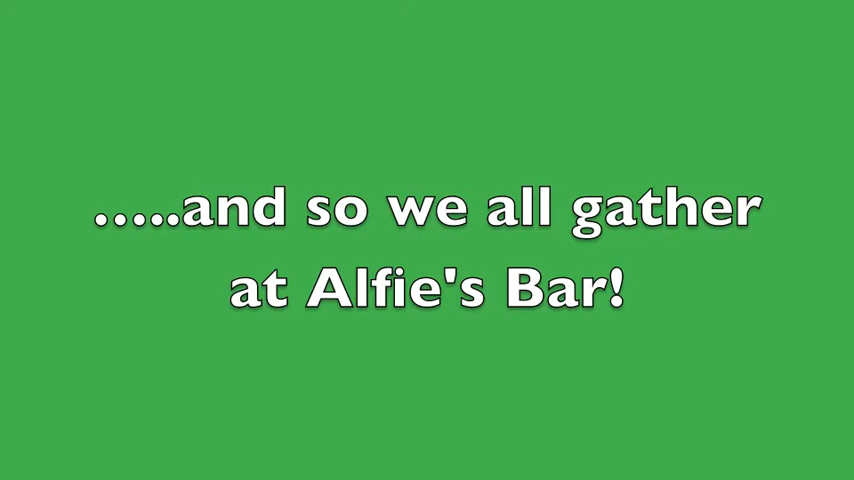 .....and so we all gather
at Alfie's Bar!